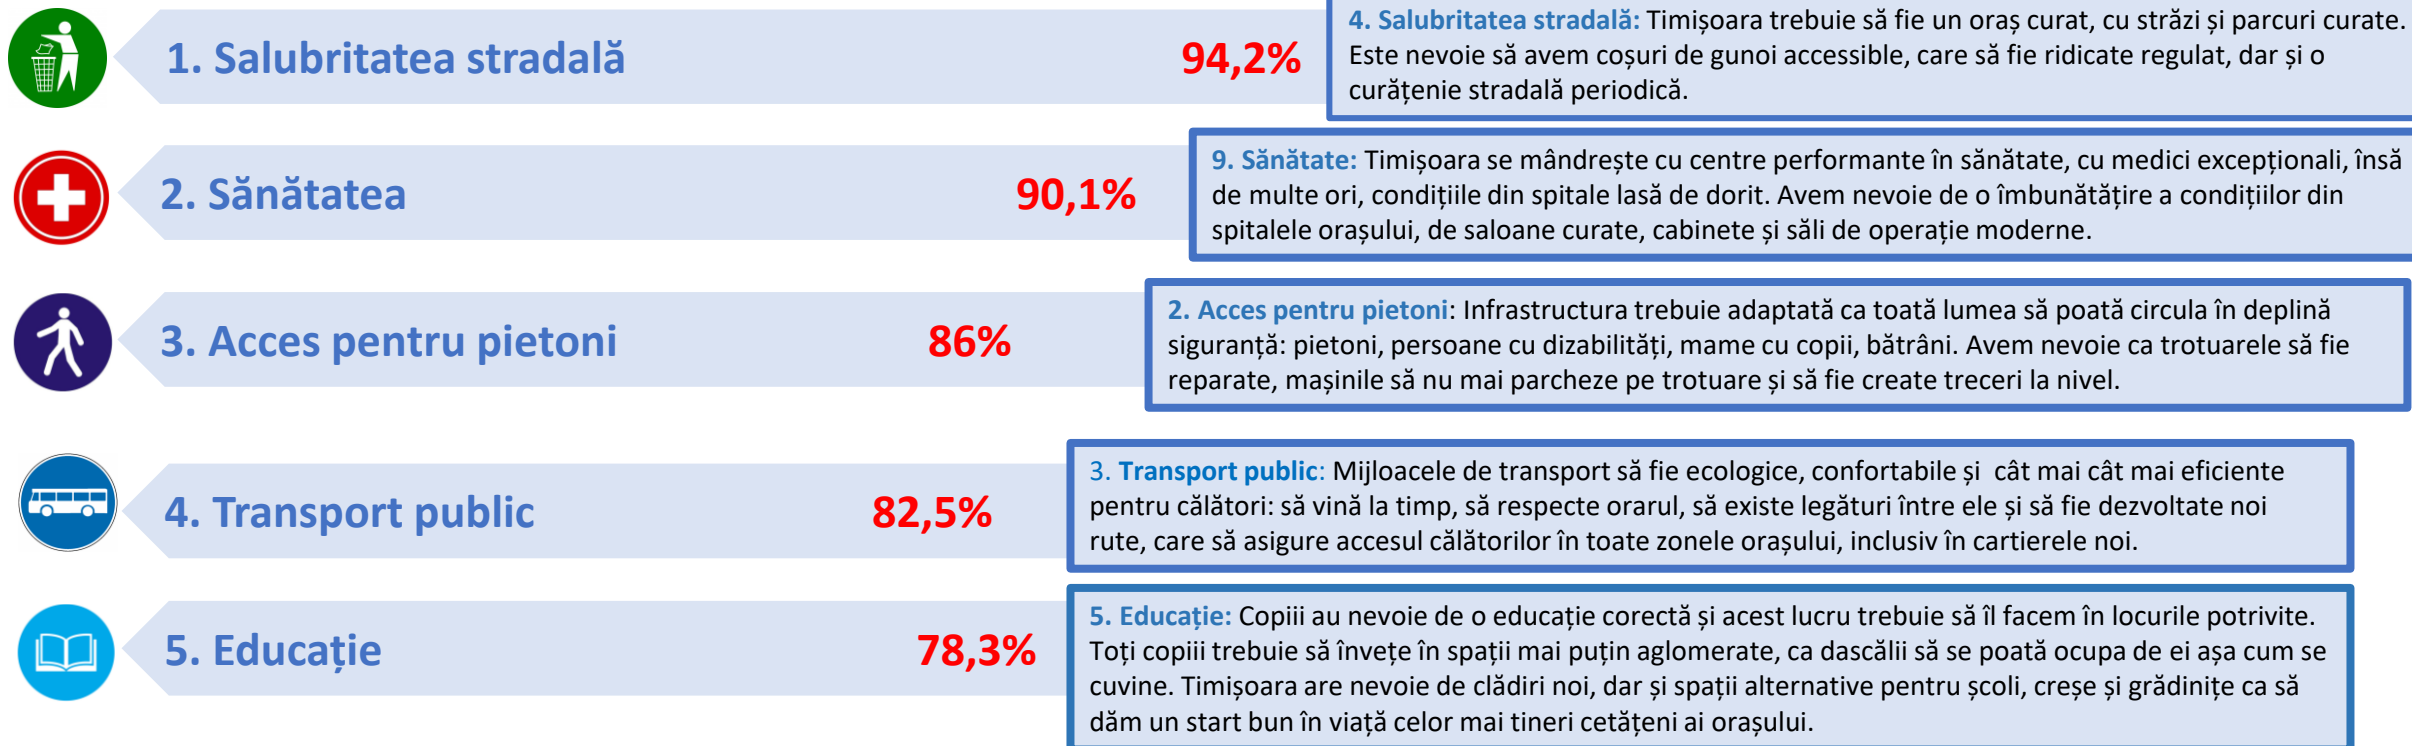 1. Salubritatea stradală
94,2%
4. Salubritatea stradală: Timișoara trebuie să fie un oraș curat, cu străzi și parcuri curate.
Este nevoie să avem coșuri de gunoi accessible, care să fie ridicate regulat, dar și o
curățenie stradală periodică.
2. Sănătatea
90,1%
9. Sănătate: Timișoara se mândrește cu centre performante în sănătate, cu medici excepționali, însă
de multe ori, condițiile din spitale lasă de dorit. Avem nevoie de o îmbunătățire a condițiilor din
spitalele orașului, de saloane curate, cabinete și săli de operație moderne.
3. Acces pentru pietoni
86%
2. Acces pentru pietoni: Infrastructura trebuie adaptată ca toată lumea să poată circula în deplină
siguranță: pietoni, persoane cu dizabilități, mame cu copii, bătrâni. Avem nevoie ca trotuarele să fie
reparate, mașinile să nu mai parcheze pe trotuare și să fie create treceri la nivel.
4. Transport public
82,5%
3. Transport public: Mijloacele de transport să fie ecologice, confortabile și  cât mai cât mai eficiente
pentru călători: să vină la timp, să respecte orarul, să existe legături între ele și să fie dezvoltate noi
rute, care să asigure accesul călătorilor în toate zonele orașului, inclusiv în cartierele noi.
5. Educație
78,3%
5. Educație: Copiii au nevoie de o educație corectă și acest lucru trebuie să îl facem în locurile potrivite.
Toți copiii trebuie să învețe în spații mai puțin aglomerate, ca dascălii să se poată ocupa de ei așa cum se
cuvine. Timișoara are nevoie de clădiri noi, dar și spații alternative pentru școli, creșe și grădinițe ca să
dăm un start bun în viață celor mai tineri cetățeni ai orașului.